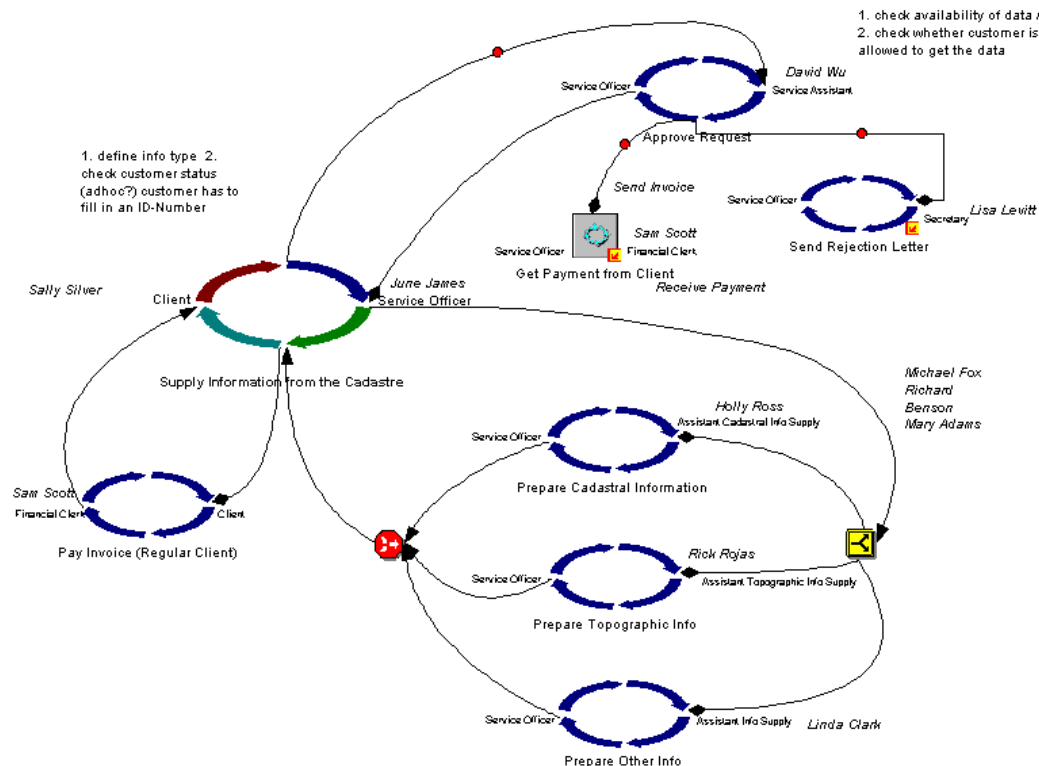 1. check availability of data
2. check whether customer is
allowed to get the data
David Wu
Service Officer
Service Assistant
Approve Request
1. define info type 2.
check customer status
(adhoc?) customer has to
fill in an ID-Number
Send Invoice
Service Officer
Secretary
Lisa Levitt
Send Rejection Letter
Sam Scott
Service Officer
Financial Clert
Get Payment from Client
Receive Payment
Sally Silver
Client
June James
Service Officer
Supply Information from the Cadastre
Michael Fox
Richard
Benson
Mary Adams
Holly Ross
Assistant Cadastral Info Supply
Service Officer
Prepare Cadastral Information
Sam Scott
Financial Clert
Client
Pay Invoice (Regular Client)
Rick Rojas
Service Officer
Assistant Topographic Info Supply
Prepare Topographic Info
Service Officer
Assistant Info Supply
Linda Clark
Prepare Other Info